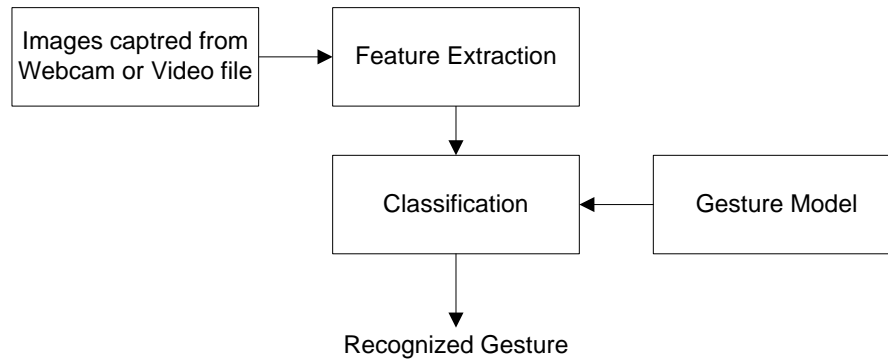 Images captred from
Webcam or Video file
Feature Extraction
Classification
Gesture Model
Recognized Gesture